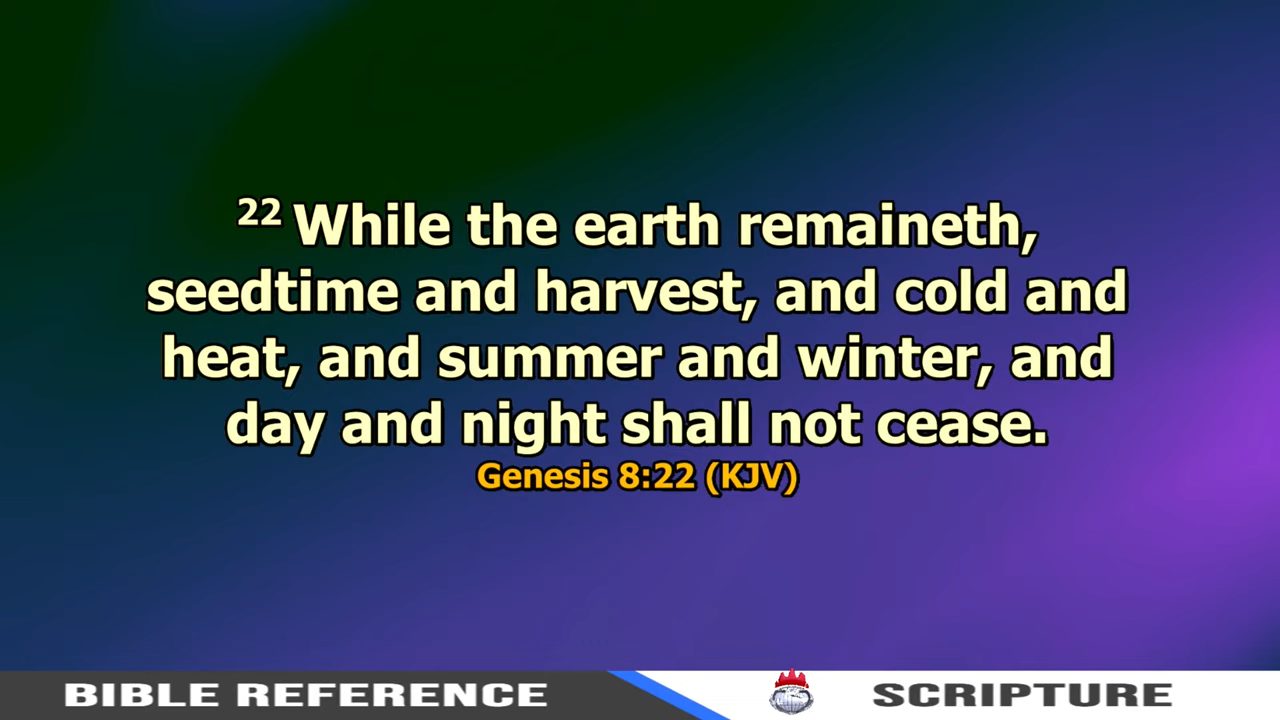 22 While the earth remaineth,
seedtime and harvest, and cold and
heat, and summer and winter, and
day and night shall not cease.
Genesis 8:22 (KJV)
BIBLE REFERENCE
SCRIPTURE